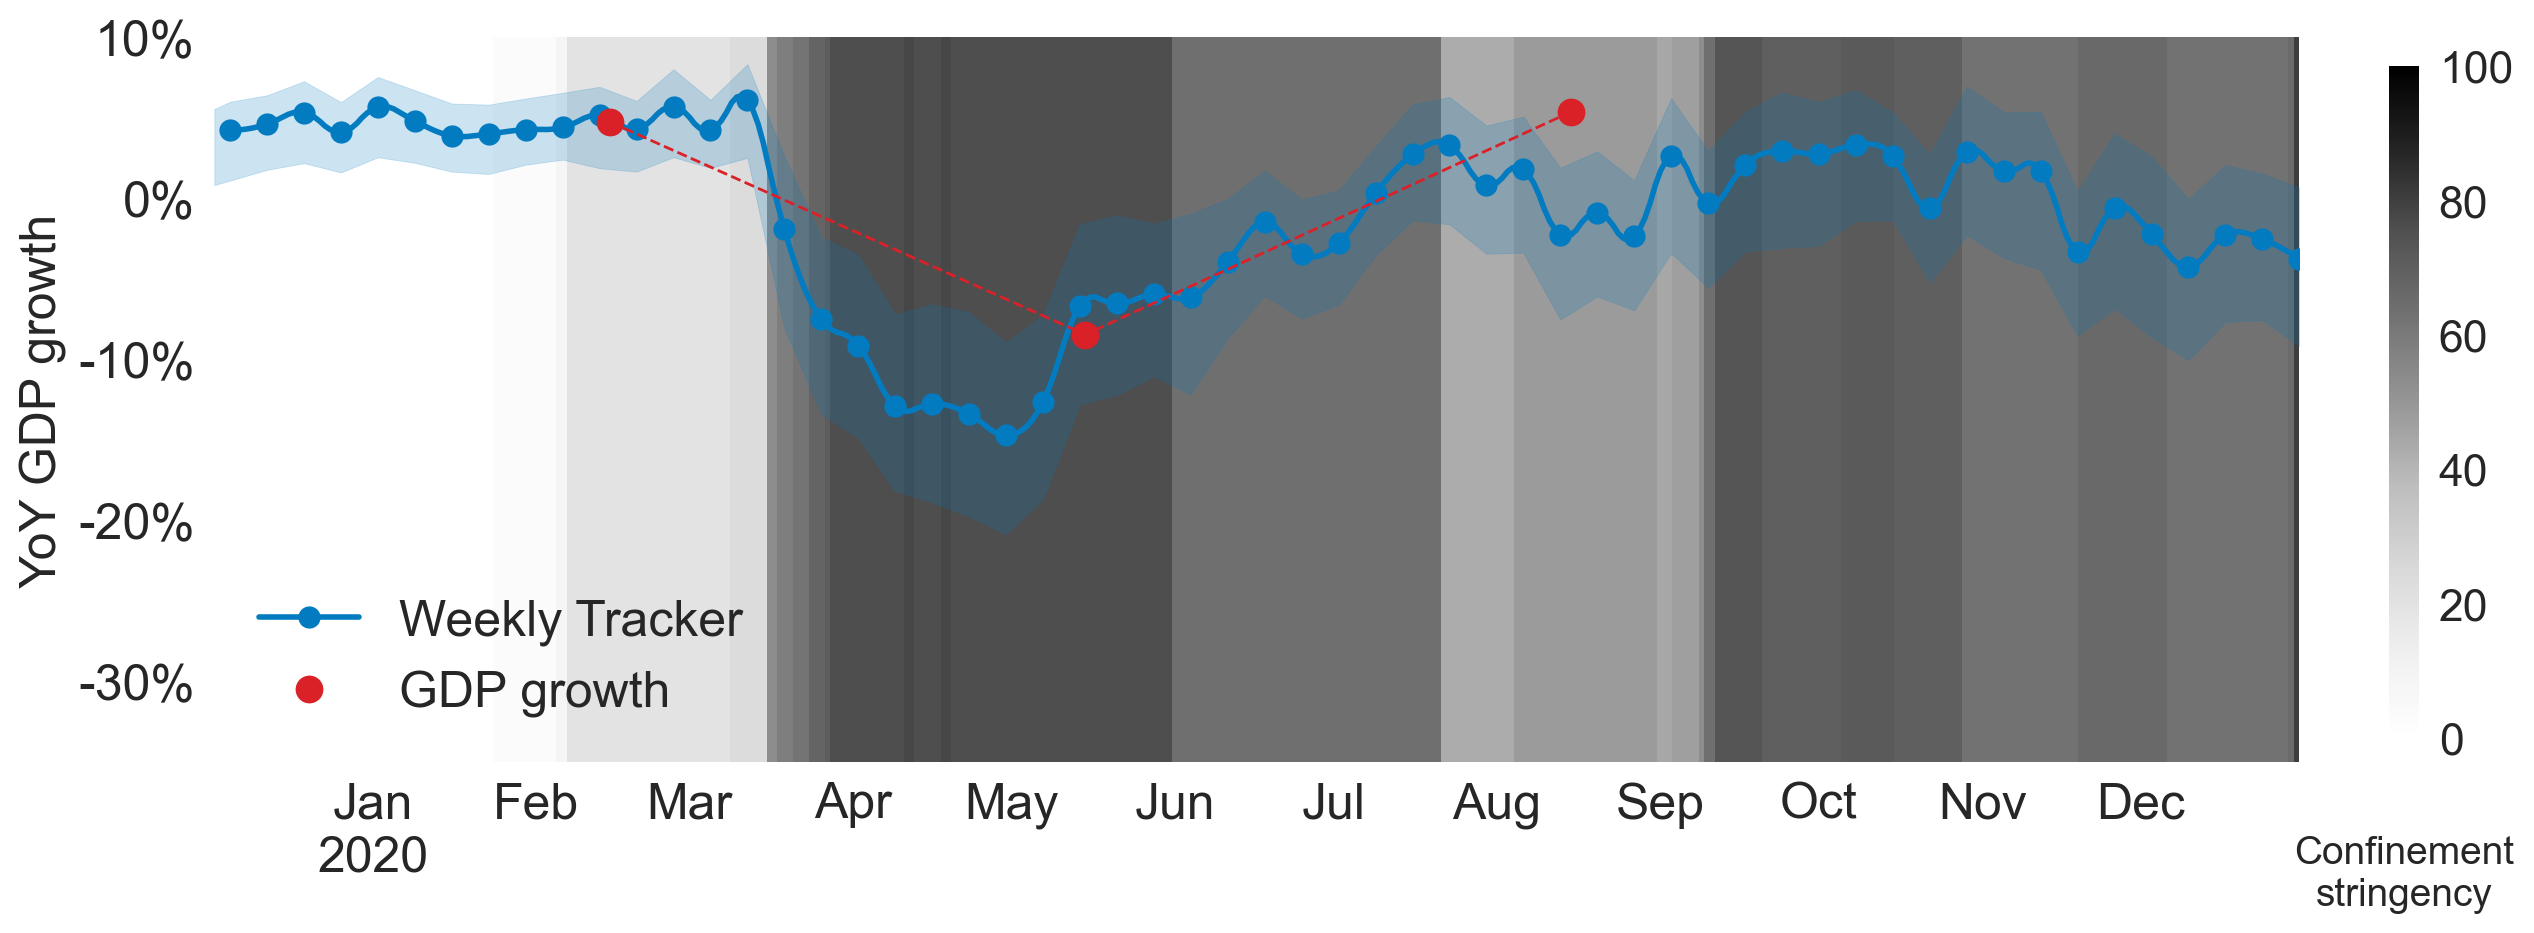 10%
0%
-10%
-20%
-30%
YoY GDP growth
Weekly Tracker
GDP growth
Jan Feb Mar Apr May Jun Jul Aug Sep Oct Nov Dec
2020
100
80
60
40
20
0
Confinement
stringency